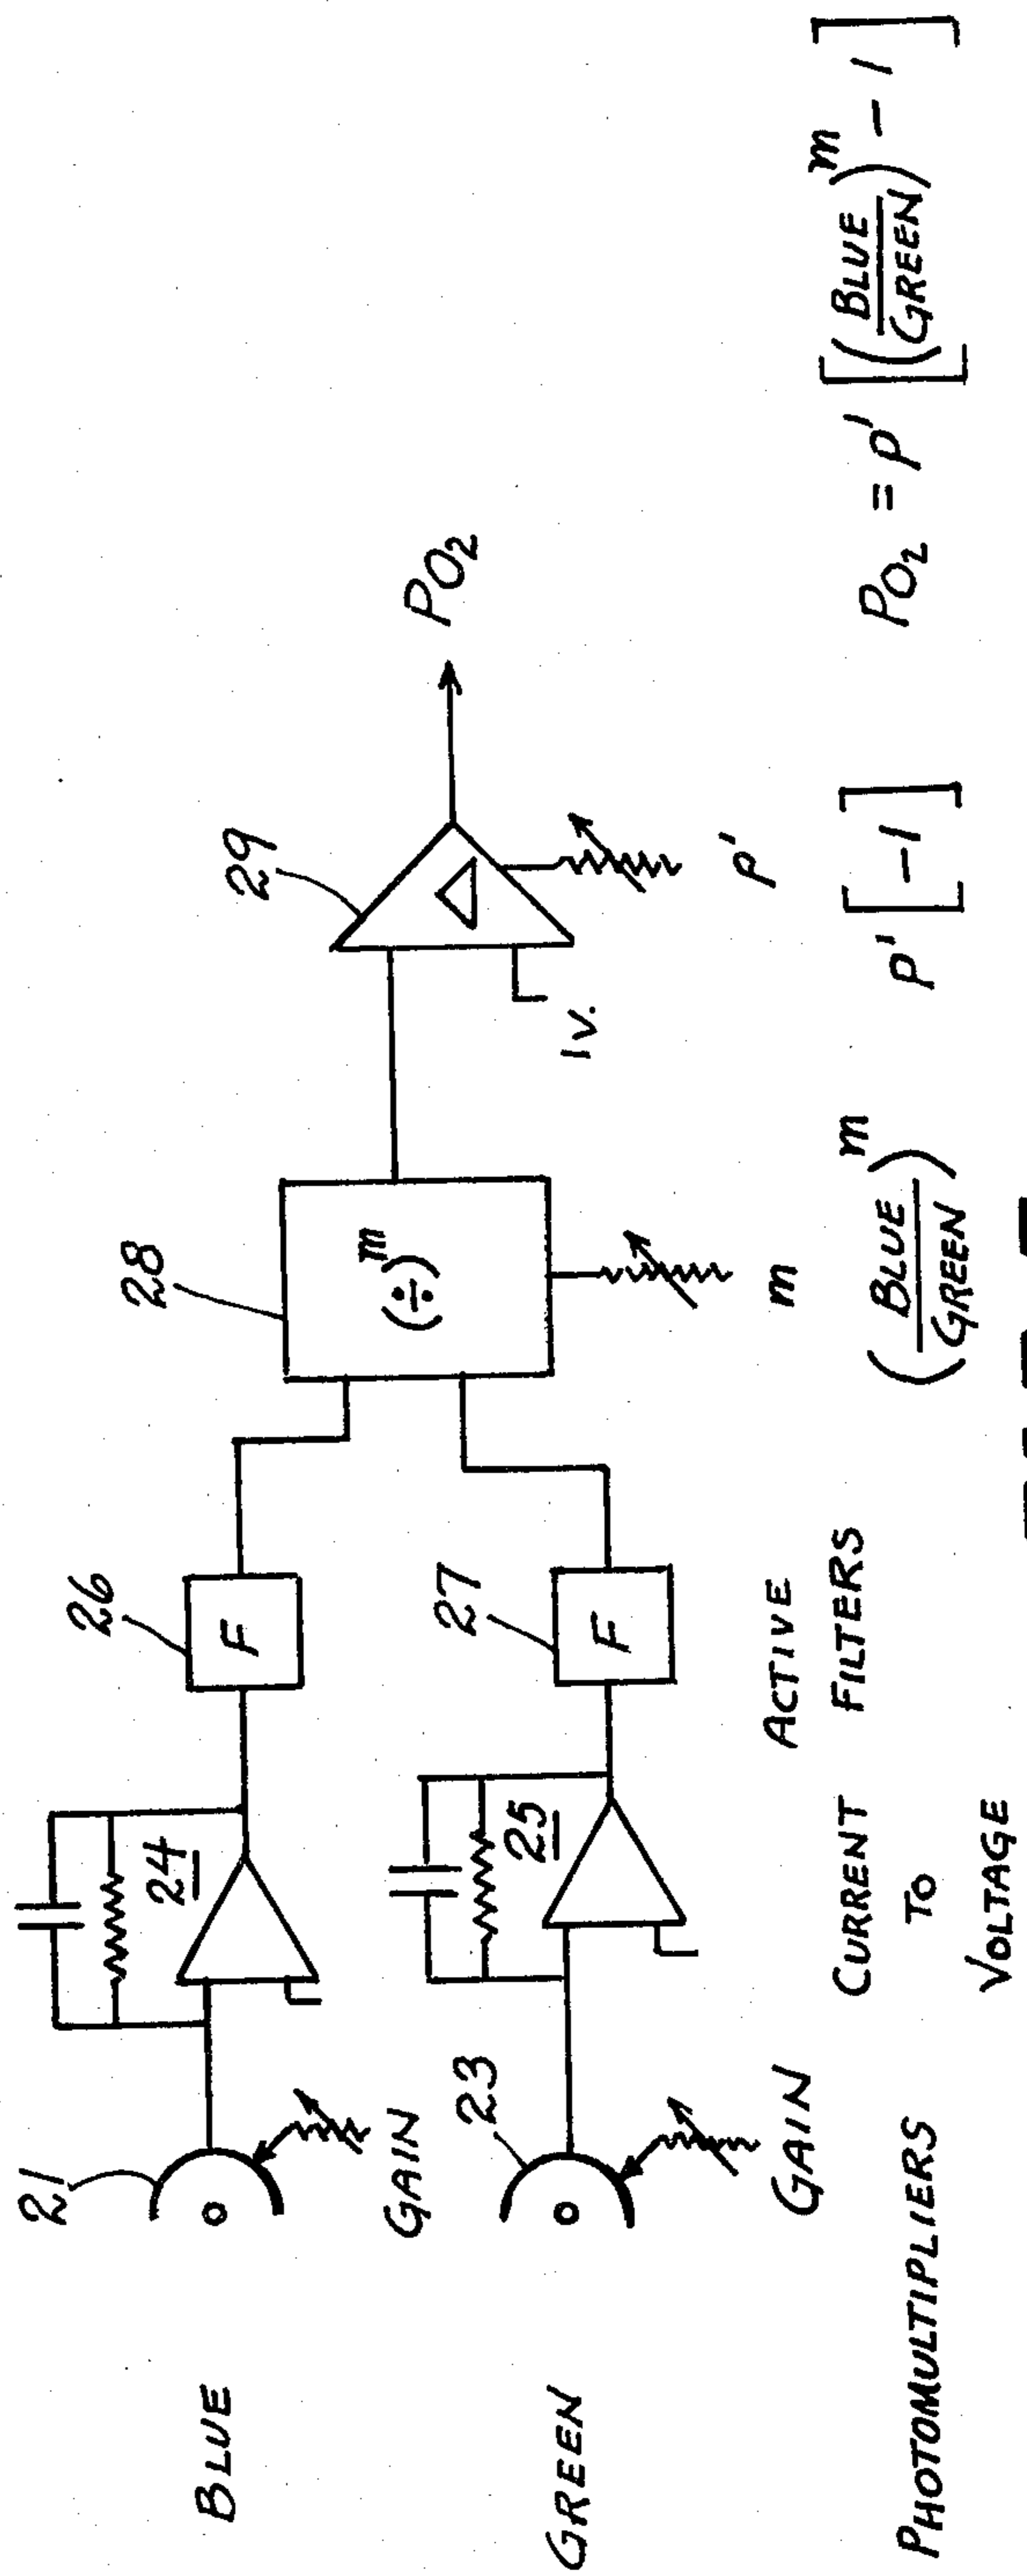 BLUE
21
GAIN
24
26
F
28
(÷)^m
m
29
Δ
1V.
P'
PO₂
GREEN
23
GAIN
25
27
F
PHOTOMULTIPLIERS
CURRENT
TO
VOLTAGE
ACTIVE
FILTERS
(BLUE/GREEN)^m
P' [-1]
PO₂ = P' [(BLUE/GREEN)^m - 1]